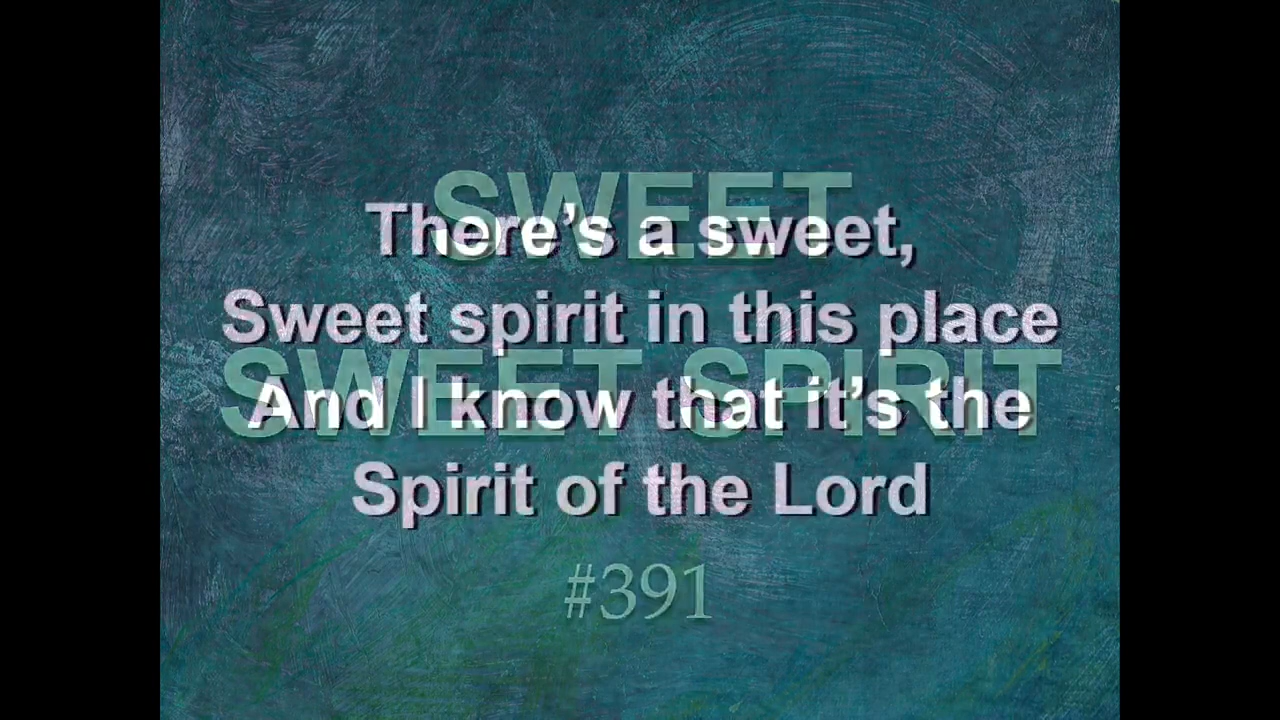 SWEET
There's a sweet,
Sweet spirit in this place
SWEET SPIRIT
And I know that it's the
Spirit of the Lord
#391